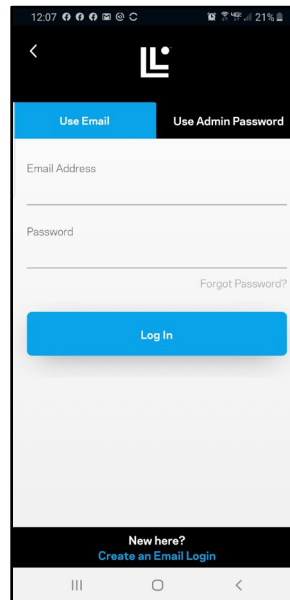 12:07 21%
Use Email Use Admin Password
Email Address
Password
Forgot Password?
Log In
New here?
Create an Email Login